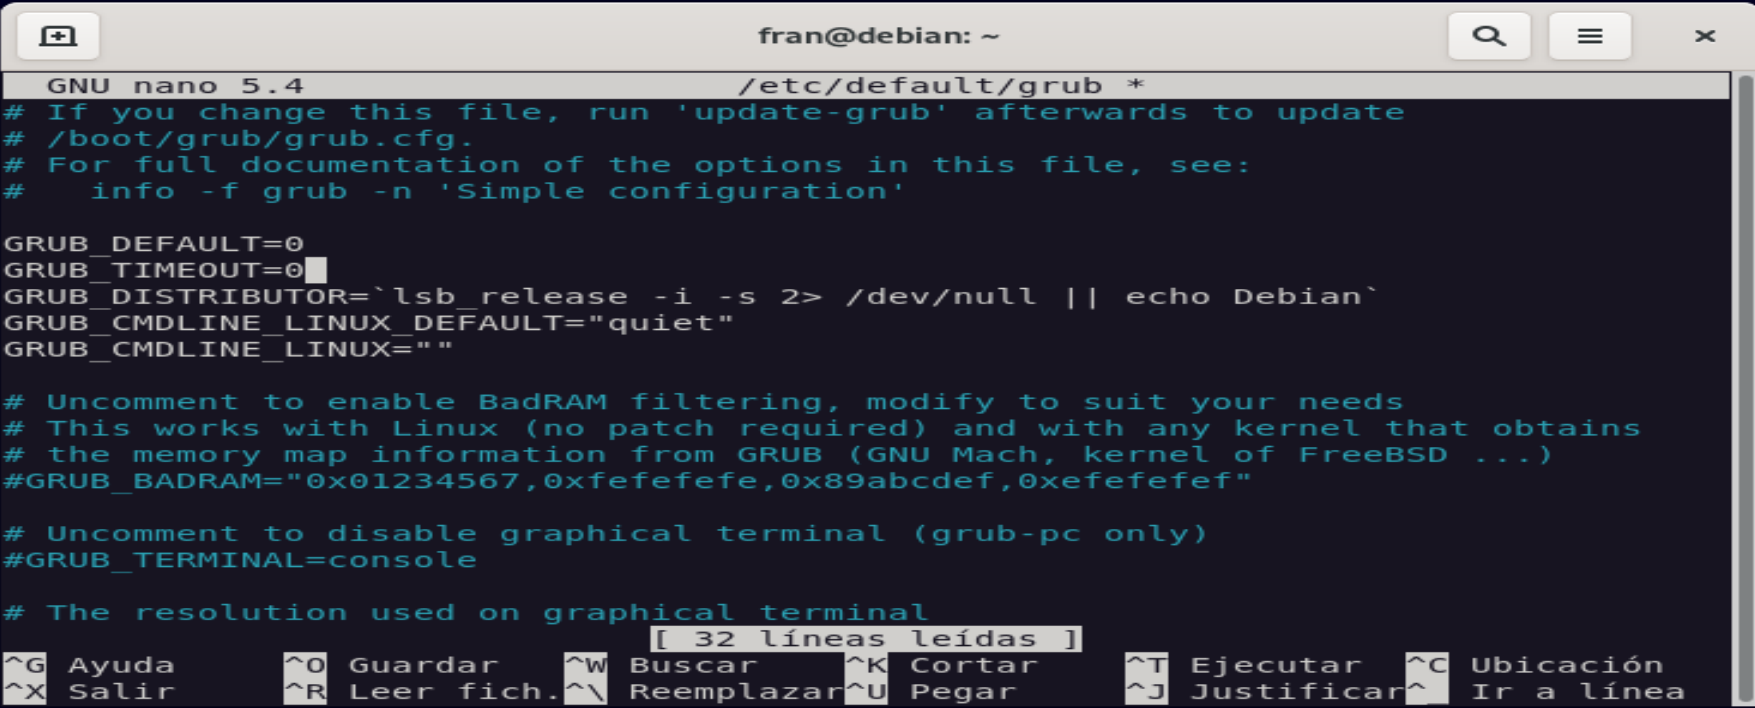 fran@debian: ~
GNU nano 5.4 /etc/default/grub *
# If you change this file, run 'update-grub' afterwards to update
# /boot/grub/grub.cfg.
# For full documentation of the options in this file, see:
#   info -f grub -n 'Simple configuration'
GRUB_DEFAULT=0
GRUB_TIMEOUT=0
GRUB_DISTRIBUTOR=`lsb_release -i -s 2> /dev/null || echo Debian`
GRUB_CMDLINE_LINUX_DEFAULT="quiet"
GRUB_CMDLINE_LINUX=""
# Uncomment to enable BadRAM filtering, modify to suit your needs
# This works with Linux (no patch required) and with any kernel that obtains
# the memory map information from GRUB (GNU Mach, kernel of FreeBSD ...)
#GRUB_BADRAM="0x01234567,0xfefefefe,0x89abcdef,0xefefefef"
# Uncomment to disable graphical terminal (grub-pc only)
#GRUB_TERMINAL=console
# The resolution used on graphical terminal
[ 32 líneas leídas ]
^G Ayuda ^O Guardar ^W Buscar ^K Cortar ^T Ejecutar ^C Ubicación
^X Salir ^R Leer fich. ^\ Reemplazar ^U Pegar ^J Justificar ^_ Ir a línea